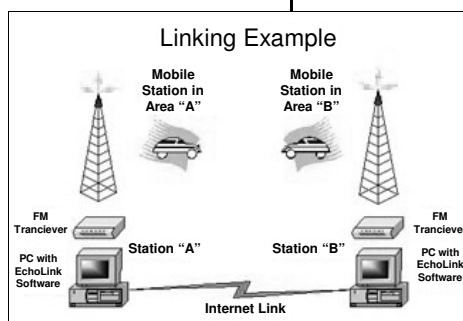 Linking Example
Mobile
Station in
Area “A”
Mobile
Station in
Area “B”
FM
Tranciever
PC with
EchoLink
Software
Station “A”
Station “B”
FM
Tranciever
PC with
EchoLink
Software
Internet Link